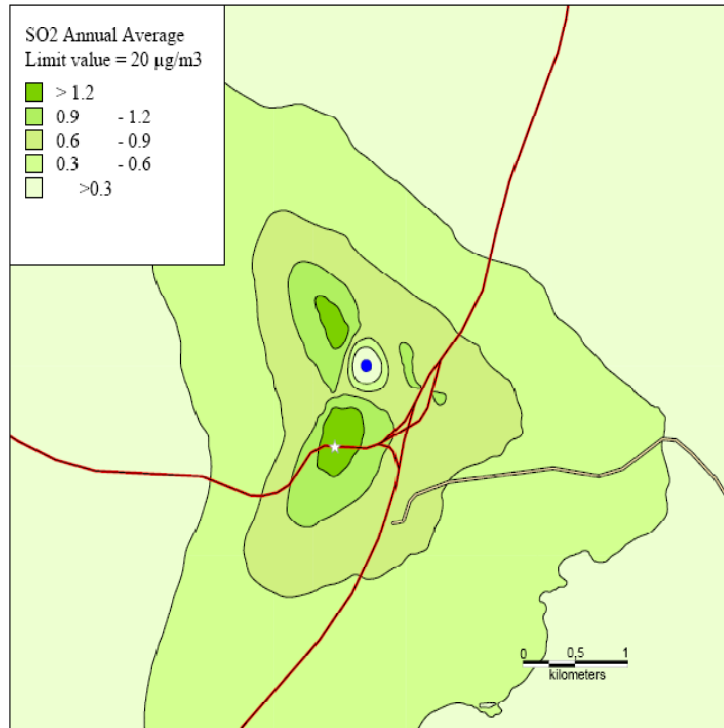 SO2 Annual Average
Limit value = 20 µg/m3
> 1.2
0.9 - 1.2
0.6 - 0.9
0.3 - 0.6
>0.3
0 0,5 1
kilometers